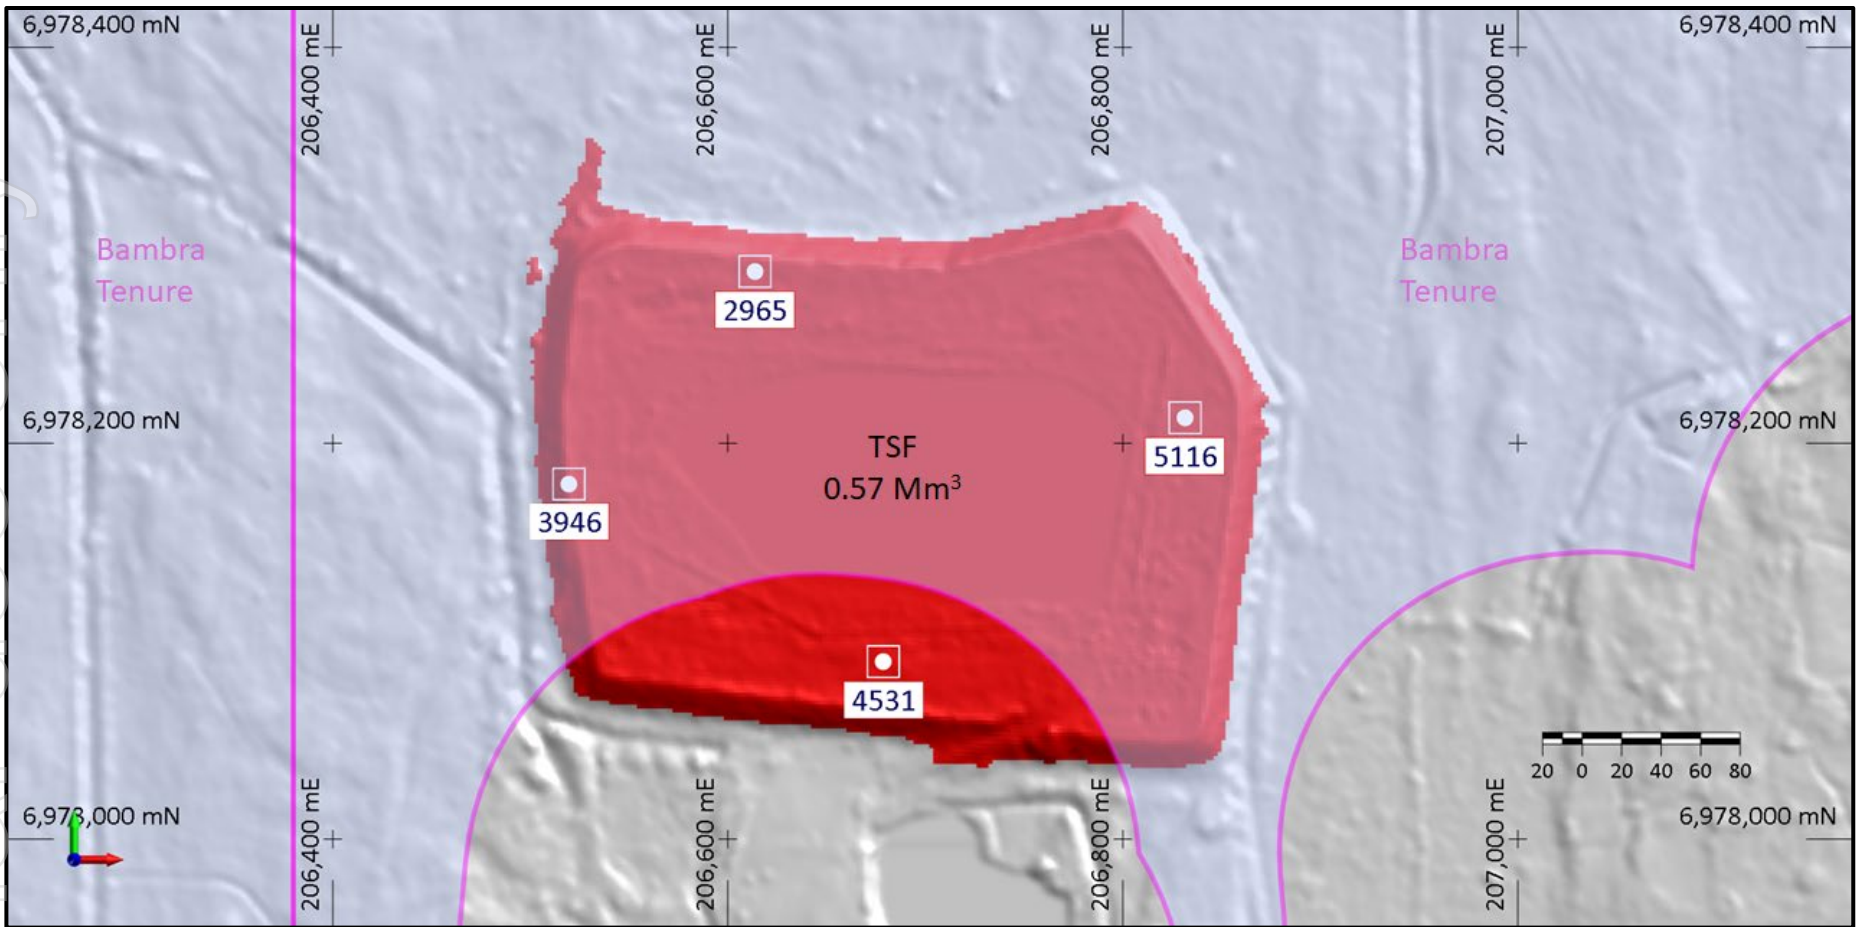 6,978,400 mN
206,400 mE
206,600 mE
206,800 mE
207,000 mE
6,978,400 mN
Bambra
Tenure
Bambra
Tenure
2965
6,978,200 mN
6,978,200 mN
TSF
0.57 Mm³
5116
3946
4531
20 0 20 40 60 80
6,978,000 mN
206,400 mE
206,600 mE
206,800 mE
207,000 mE
6,978,000 mN